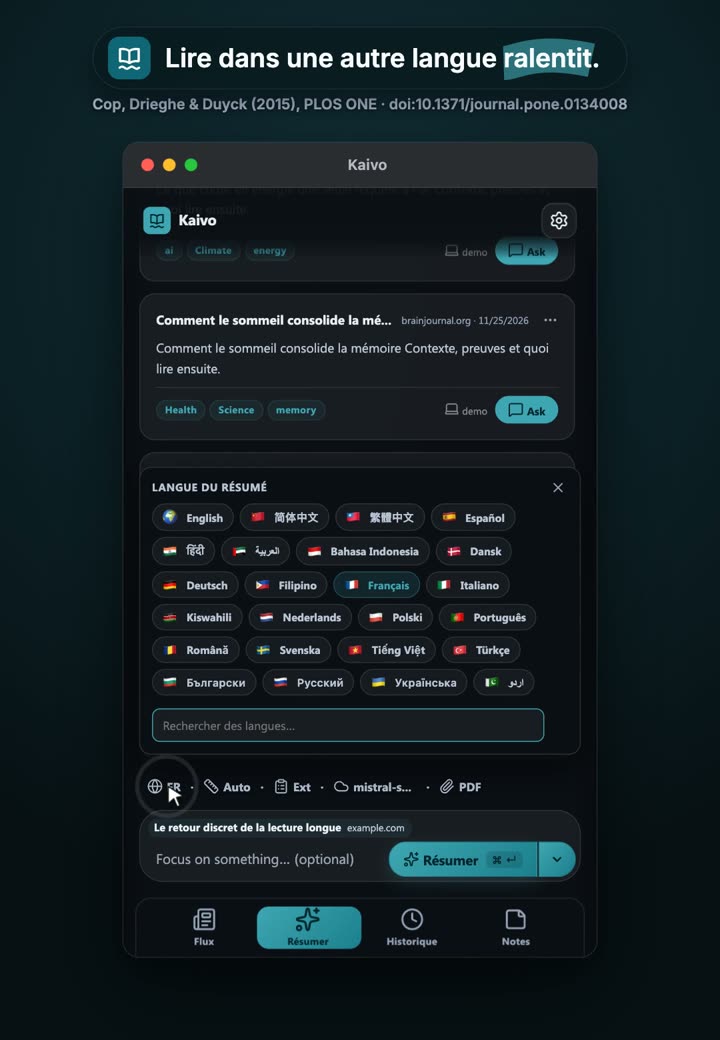 Lire dans une autre langue ralentit.
Cop, Drieghe & Duyck (2015), PLOS ONE · doi:10.1371/journal.pone.0134008
Kaivo
Kaivo
ai Climate energy demo Ask
Comment le sommeil consolide la mé... brainjournal.org · 11/25/2026 ...
Comment le sommeil consolide la mémoire Contexte, preuves et quoi
lire ensuite.
Health Science memory demo Ask
LANGUE DU RÉSUMÉ
English 简体中文 繁體中文 Español
हिंदी العربية Bahasa Indonesia Dansk
Deutsch Filipino Français Italiano
Kiswahili Nederlands Polski Português
Română Svenska Tiếng Việt Türkçe
Български Русский Українська اردو
Rechercher des langues...
FR · Auto · Ext · mistral-s... · PDF
Le retour discret de la lecture longue example.com
Focus on something... (optional) Résumer ⌘ ↵
Flux Résumer Historique Notes